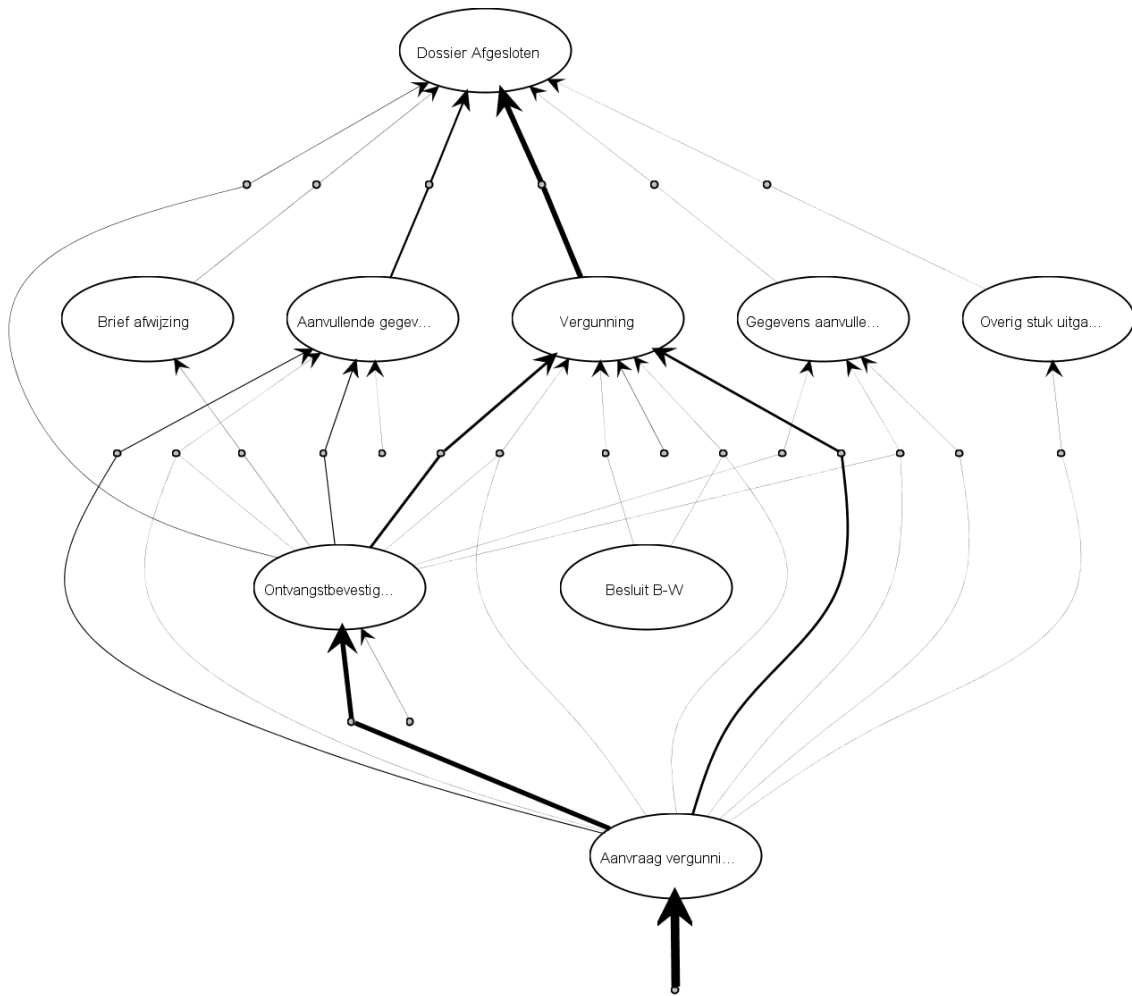 Dossier Afgesloten
Brief afwijzing
Aanvullende gegev...
Vergunning
Gegevens aanvulle...
Overig stuk uitga...
Ontvangstbevestig...
Besluit B-W
Aanvraag vergunni...